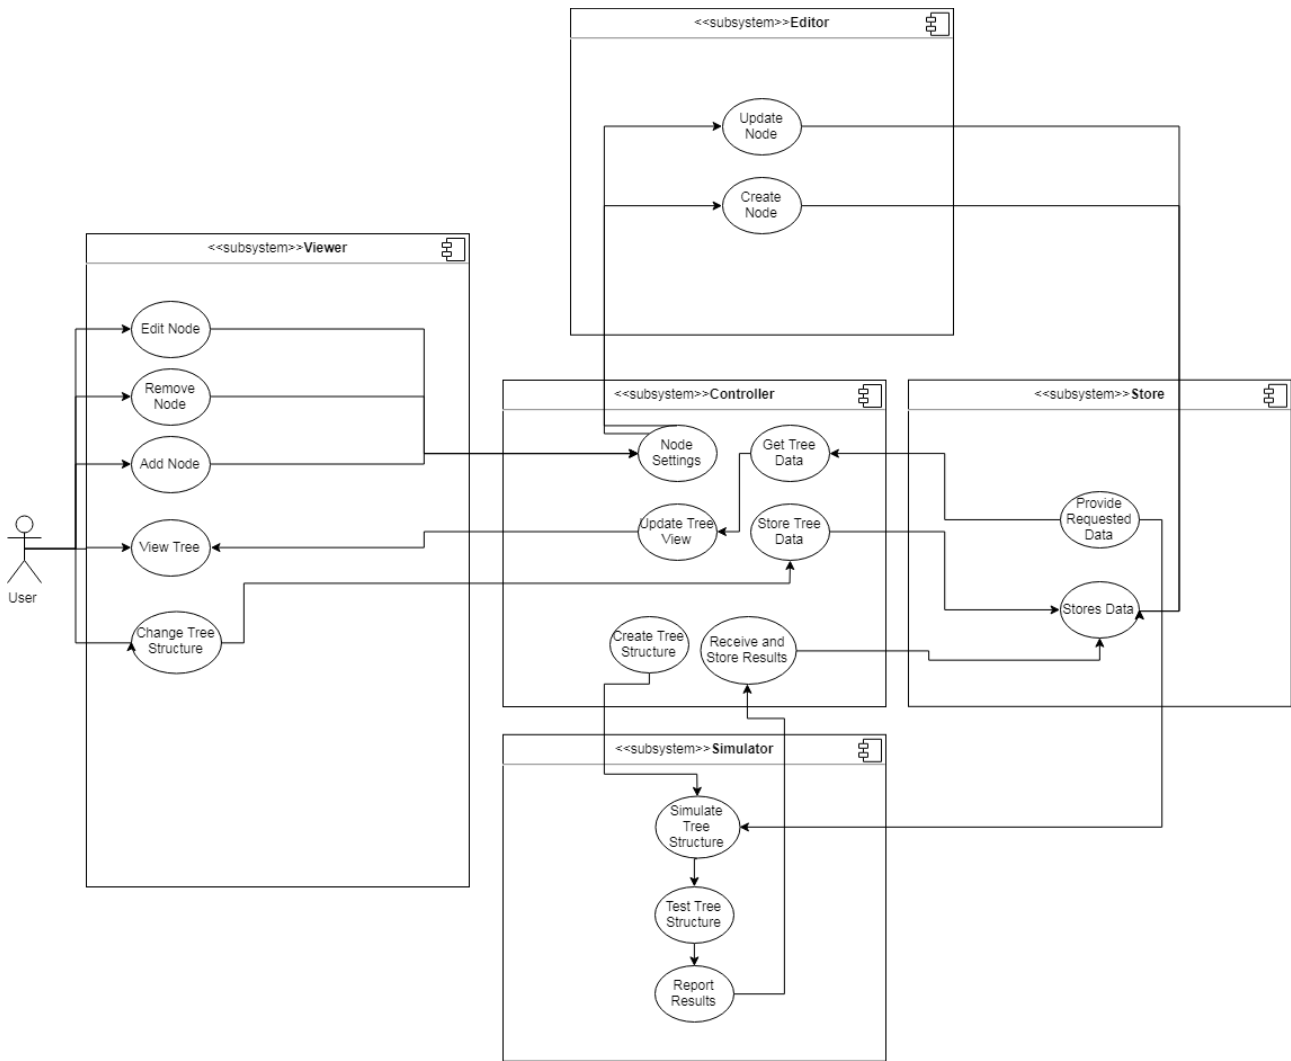 <<subsystem>>Editor
Update
Node
Create
Node
<<subsystem>>Viewer
Edit Node
Remove
Node
Add Node
View Tree
Change Tree
Structure
User
<<subsystem>>Controller
Node
Settings
Get Tree
Data
Update Tree
View
Store Tree
Data
Create Tree
Structure
Receive and
Store Results
<<subsystem>>Store
Provide
Requested
Data
Stores Data
<<subsystem>>Simulator
Simulate
Tree
Structure
Test Tree
Structure
Report
Results